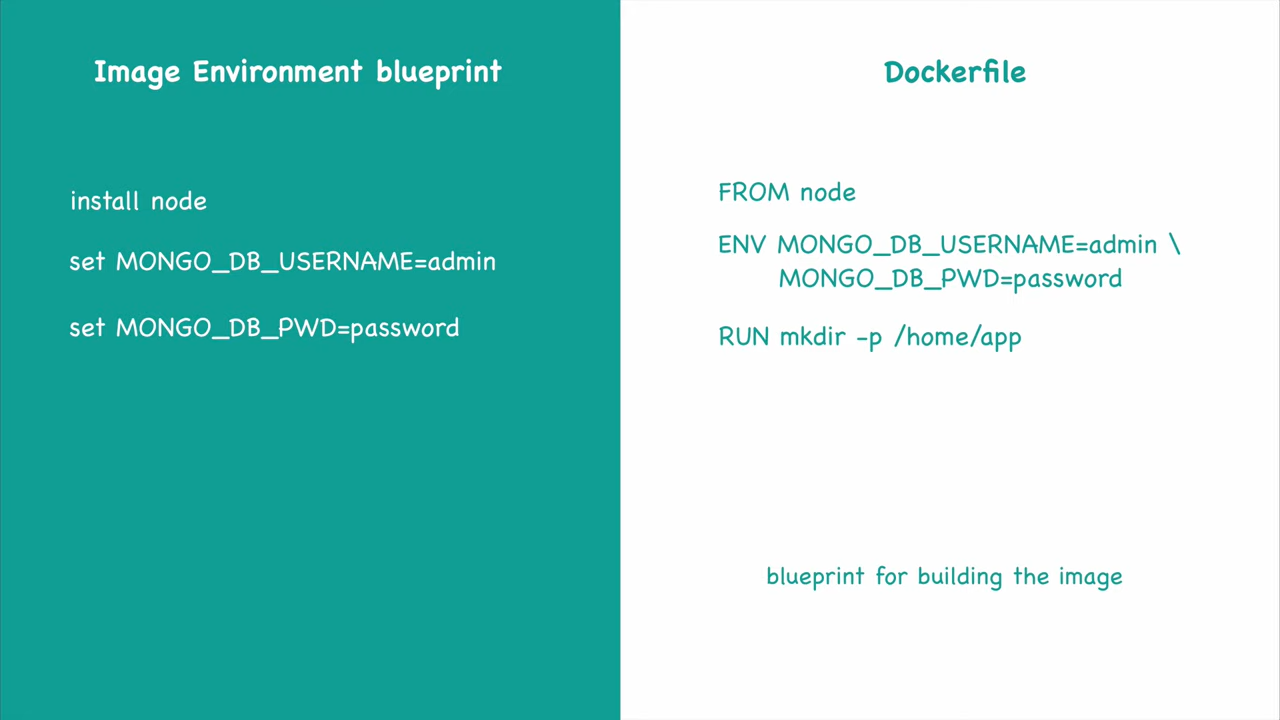 Image Environment blueprint
install node
set MONGO_DB_USERNAME=admin
set MONGO_DB_PWD=password
Dockerfile
FROM node
ENV MONGO_DB_USERNAME=admin \
MONGO_DB_PWD=password
RUN mkdir -p /home/app
blueprint for building the image